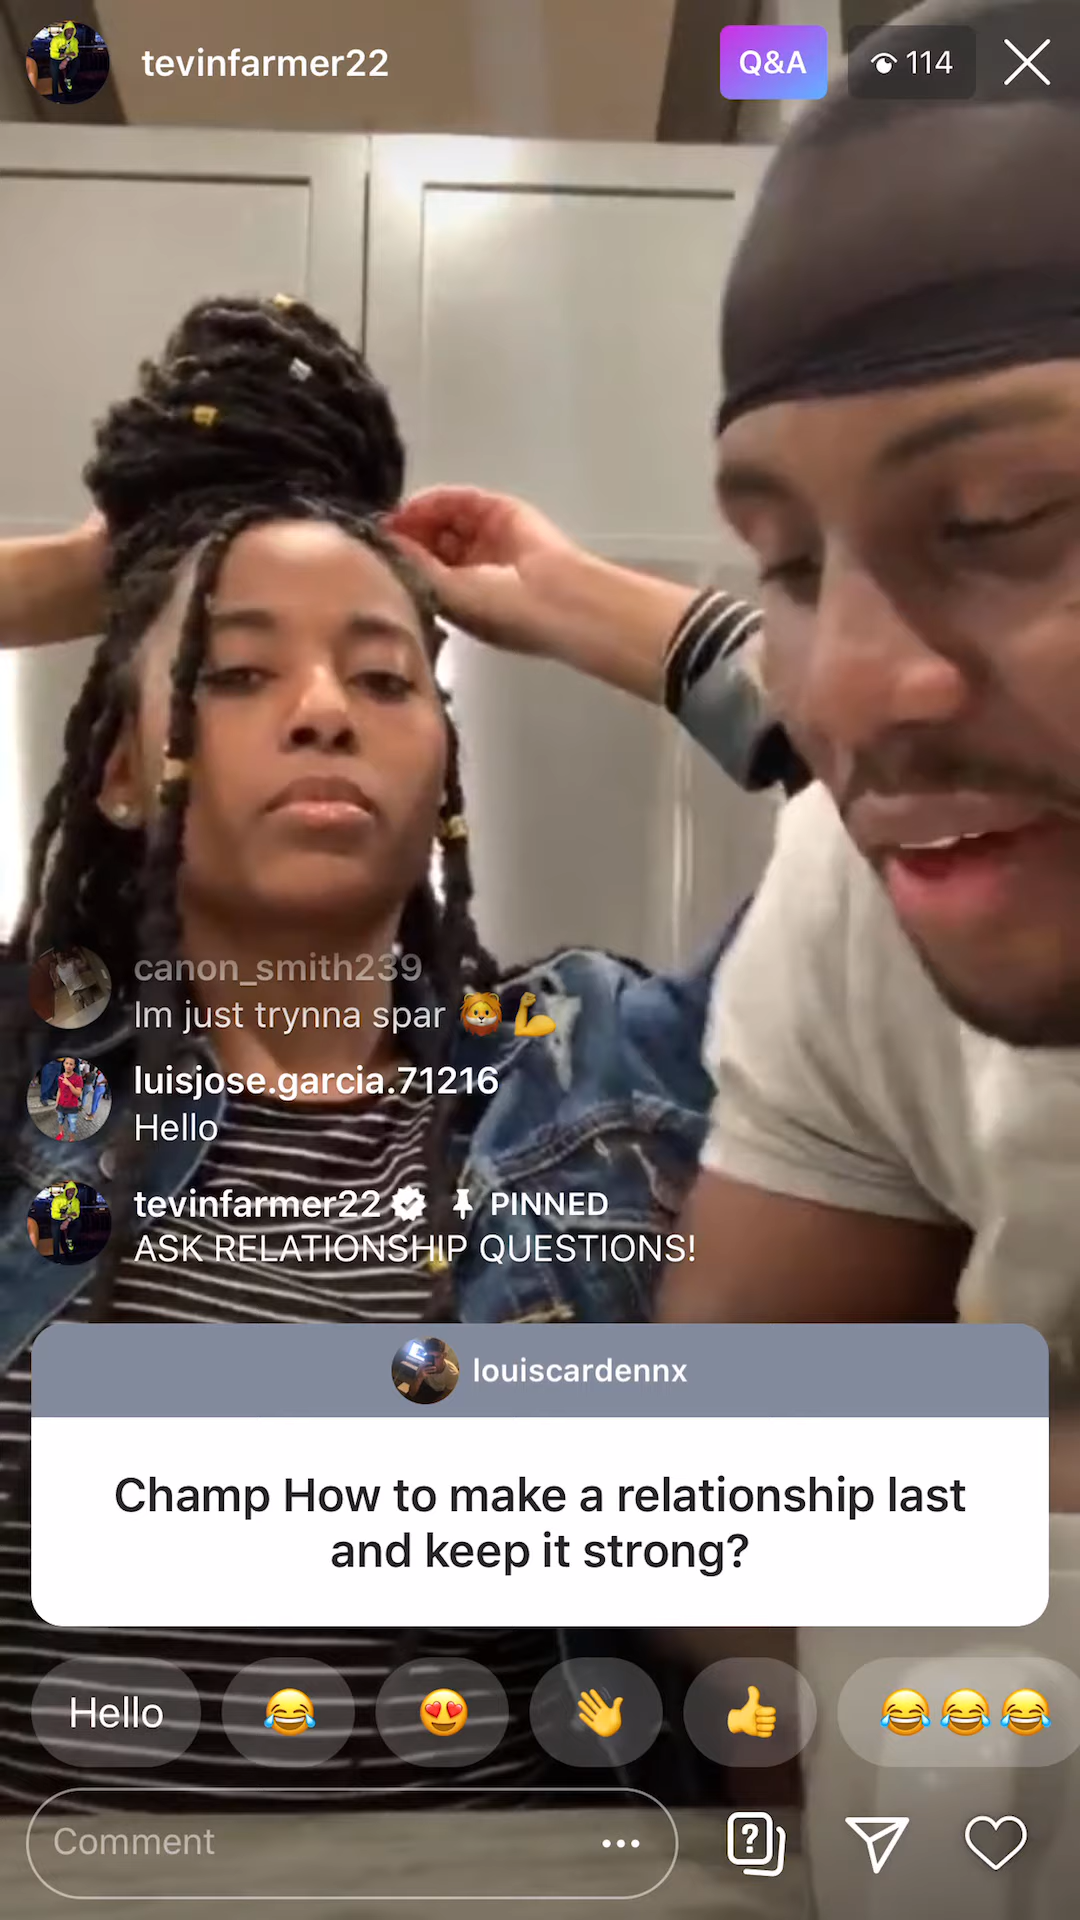 tevinfarmer22
Q&A
114
canon_smith239
Im just trynna spar 🦁💪
luisjose.garcia.71216
Hello
tevinfarmer22 PINNED
ASK RELATIONSHIP QUESTIONS!
louiscardennx
Champ How to make a relationship last
and keep it strong?
Hello 😂 😍 👋 👍 😂😂😂
Comment